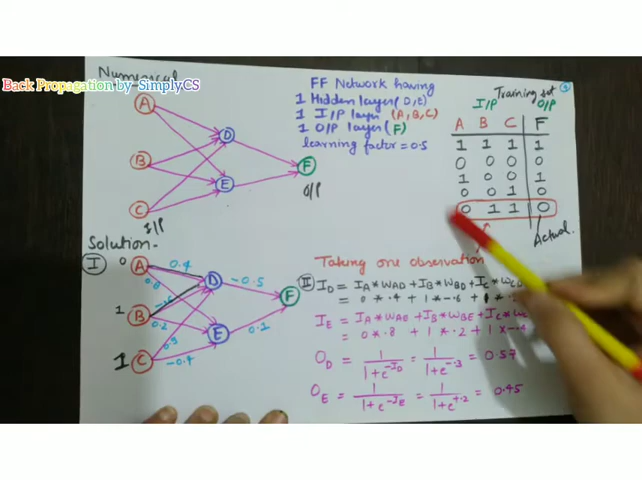 Back Propagation by SimplyCS
Numerical
A
B
C
I/P
D
E
F
O/P
FF Network having
1 Hidden layer (D,E)
1 I/P layer (A,B,C)
1 O/P layer (F)
learning factor = 0.5
Training set
I/P O/P
A B C F
1 1 1 1
0 0 0 0
1 0 0 1
0 0 1 0
0 1 1 0
Actual
Solution-
I
0 A
1 B
1 C
D
E
F
0.4
0.8
0.2
-0.4
-0.5
0.1
Taking one observation
II I_D = I_A * W_AD + I_B * W_BD + I_C * W_CD
= 0 * .4 + 1 * -.6 + 1 *
I_E = I_A * W_AE + I_B * W_BE + I_C * W
= 0 * .8 + 1 * .2 + 1 * -.4
O_D = 1/(1+e^-I_D) = 1/(1+e^-.3) = 0.57
O_E = 1/(1+e^-I_E) = 1/(1+e^+.2) = 0.45